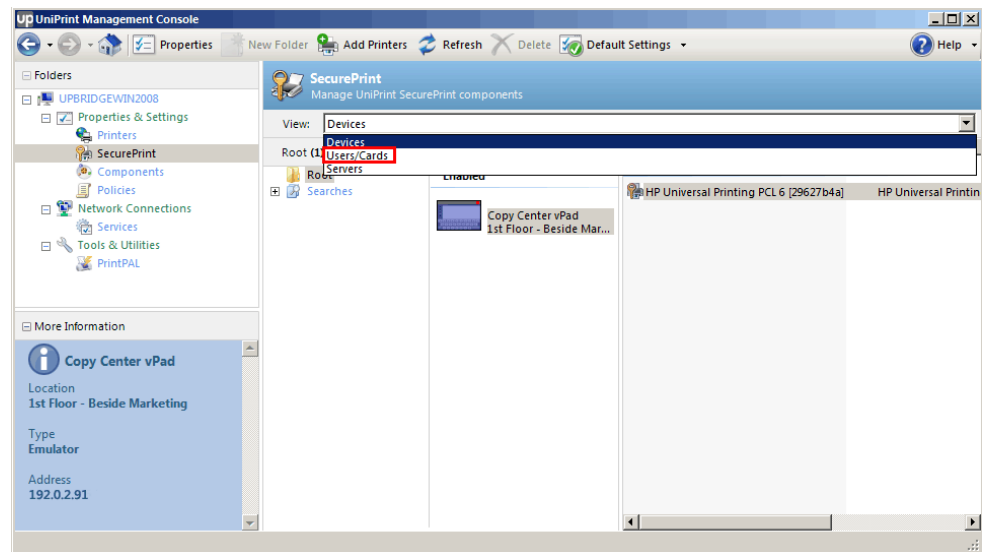 UniPrint Management Console
Properties New Folder Add Printers Refresh Delete Default Settings Help
Folders
UPBRIDGEWIN2008
Properties & Settings
Printers
SecurePrint
Components
Policies
Network Connections
Services
Tools & Utilities
PrintPAL
More Information
Copy Center vPad
Location
1st Floor - Beside Marketing
Type
Emulator
Address
192.0.2.91
SecurePrint
Manage UniPrint SecurePrint components
View: Devices
Devices
Users/Cards
Servers
Root (1)
Root
Searches
Enabled
Copy Center vPad
1st Floor - Beside Mar...
HP Universal Printing PCL 6 [29627b4a] HP Universal Printin